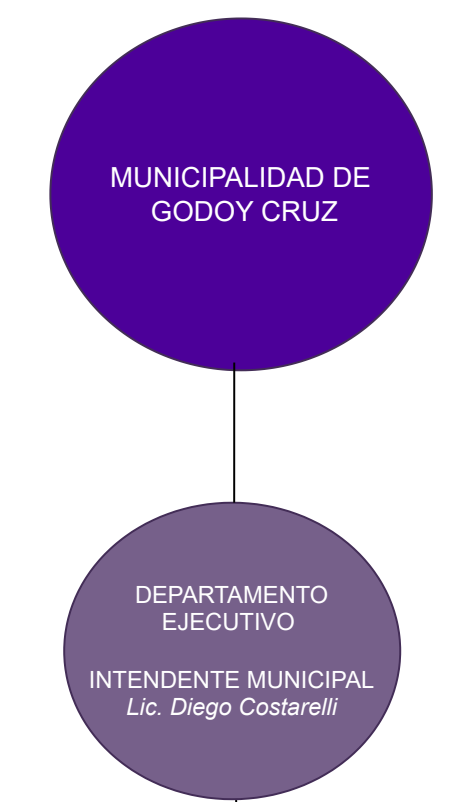 MUNICIPALIDAD DE
GODOY CRUZ
DEPARTAMENTO
EJECUTIVO
INTENDENTE MUNICIPAL
Lic. Diego Costarelli